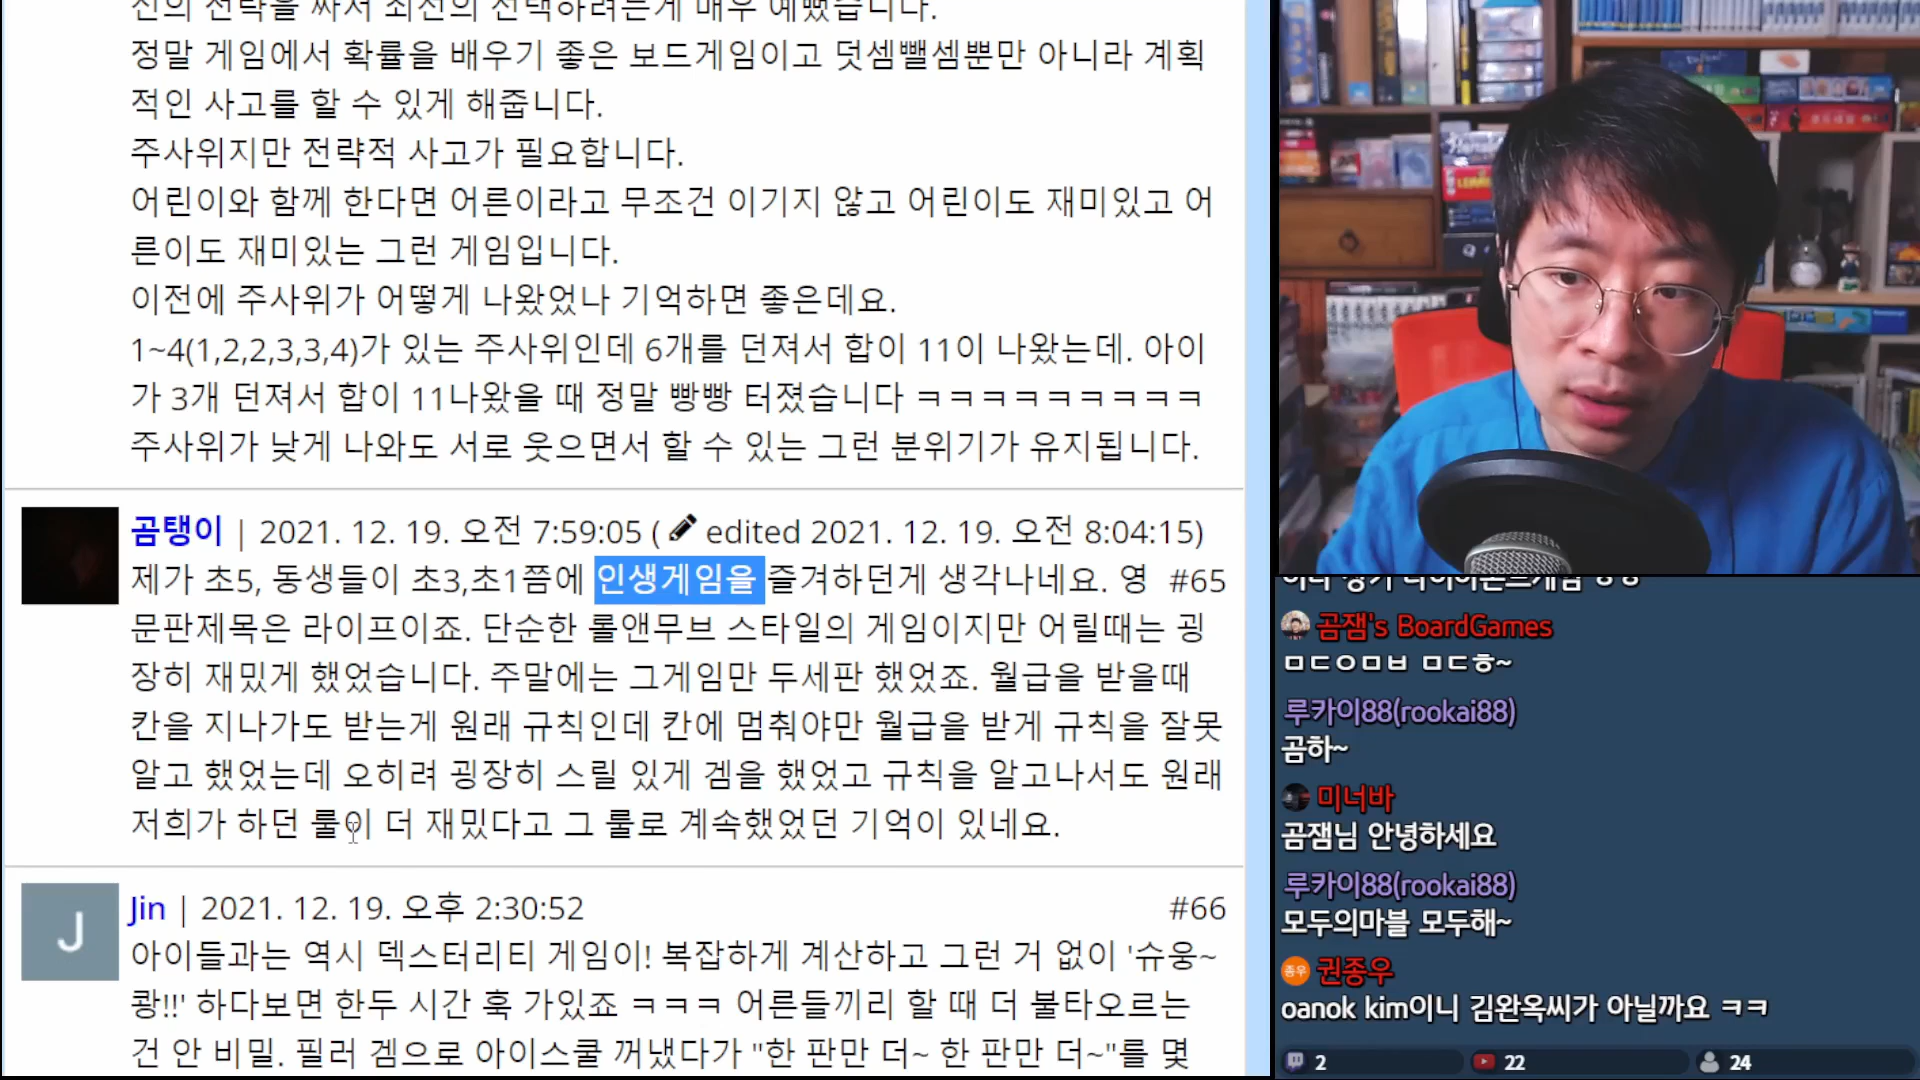 신의 전략을 짜서 최선의 선택하려는게 매우 예뻤습니다.
정말 게임에서 확률을 배우기 좋은 보드게임이고 덧셈뺄셈뿐만 아니라 계획
적인 사고를 할 수 있게 해줍니다.
주사위지만 전략적 사고가 필요합니다.
어린이와 함께 한다면 어른이라고 무조건 이기지 않고 어린이도 재미있고 어
른이도 재미있는 그런 게임입니다.
이전에 주사위가 어떻게 나왔었나 기억하면 좋은데요.
1~4(1,2,2,3,3,4)가 있는 주사위인데 6개를 던져서 합이 11이 나왔는데. 아이
가 3개 던져서 합이 11나왔을 때 정말 빵빵 터졌습니다 ㅋㅋㅋㅋㅋㅋㅋㅋㅋ
주사위가 낮게 나와도 서로 웃으면서 할 수 있는 그런 분위기가 유지됩니다.
곰탱이 | 2021. 12. 19. 오전 7:59:05 ( edited 2021. 12. 19. 오전 8:04:15)
제가 초5, 동생들이 초3,초1쯤에 인생게임을 즐겨하던게 생각나네요. 영 #65
문판제목은 라이프이죠. 단순한 롤앤무브 스타일의 게임이지만 어릴때는 굉
장히 재밌게 했었습니다. 주말에는 그게임만 두세판 했었죠. 월급을 받을때
칸을 지나가도 받는게 원래 규칙인데 칸에 멈춰야만 월급을 받게 규칙을 잘못
알고 했었는데 오히려 굉장히 스릴 있게 겜을 했었고 규칙을 알고나서도 원래
저희가 하던 룰이 더 재밌다고 그 룰로 계속했었던 기억이 있네요.
J
Jin | 2021. 12. 19. 오후 2:30:52 #66
아이들과는 역시 덱스터리티 게임이! 복잡하게 계산하고 그런 거 없이 '슈웅~
쾅!!!' 하다보면 한두 시간 훅 가있죠 ㅋㅋㅋ 어른들끼리 할 때 더 불타오르는
건 안 비밀. 필러 겜으로 아이스쿨 꺼냈다가 "한 판만 더~ 한 판만 더~"를 몇
곰잼's BoardGames
ㅁㄷㅇㅁㅂ ㅁㄷㅎ~
루카이88(rookai88)
곰하~
미너바
곰잼님 안녕하세요
루카이88(rookai88)
모두의마블 모두해~
종우 권종우
oanok kim이니 김완옥씨가 아닐까요 ㅋㅋ
2 22 24